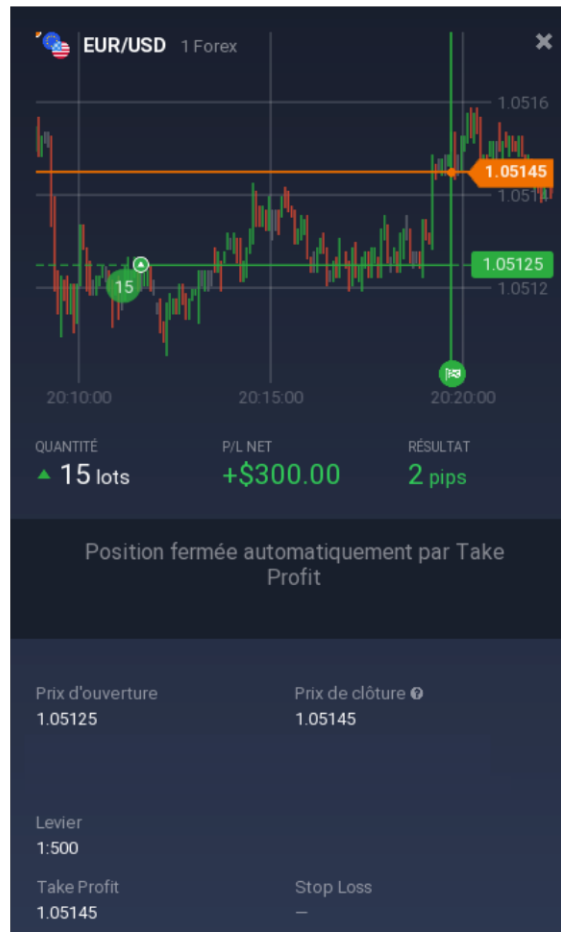 EUR/USD 1 Forex
1.0516
1.05145
1.05125
1.0512
15
20:10:00 20:15:00 20:20:00
QUANTITÉ P/L NET RÉSULTAT
15 lots +$300.00 2 pips
Position fermée automatiquement par Take
Profit
Prix d'ouverture Prix de clôture
1.05125 1.05145
Levier
1:500
Take Profit Stop Loss
1.05145 —